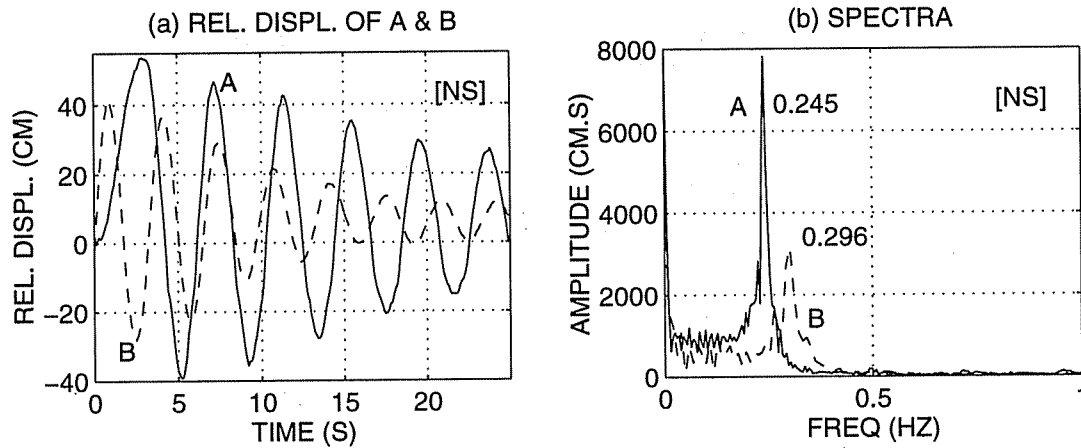 (a) REL. DISPL. OF A & B
REL. DISPL. (CM)
40
20
0
−20
−40
A
B
[NS]
0 5 10 15 20
TIME (S)
(b) SPECTRA
AMPLITUDE (CM.S)
8000
6000
4000
2000
0
A
0.245
[NS]
0.296
B
0 0.5 1
FREQ (HZ)